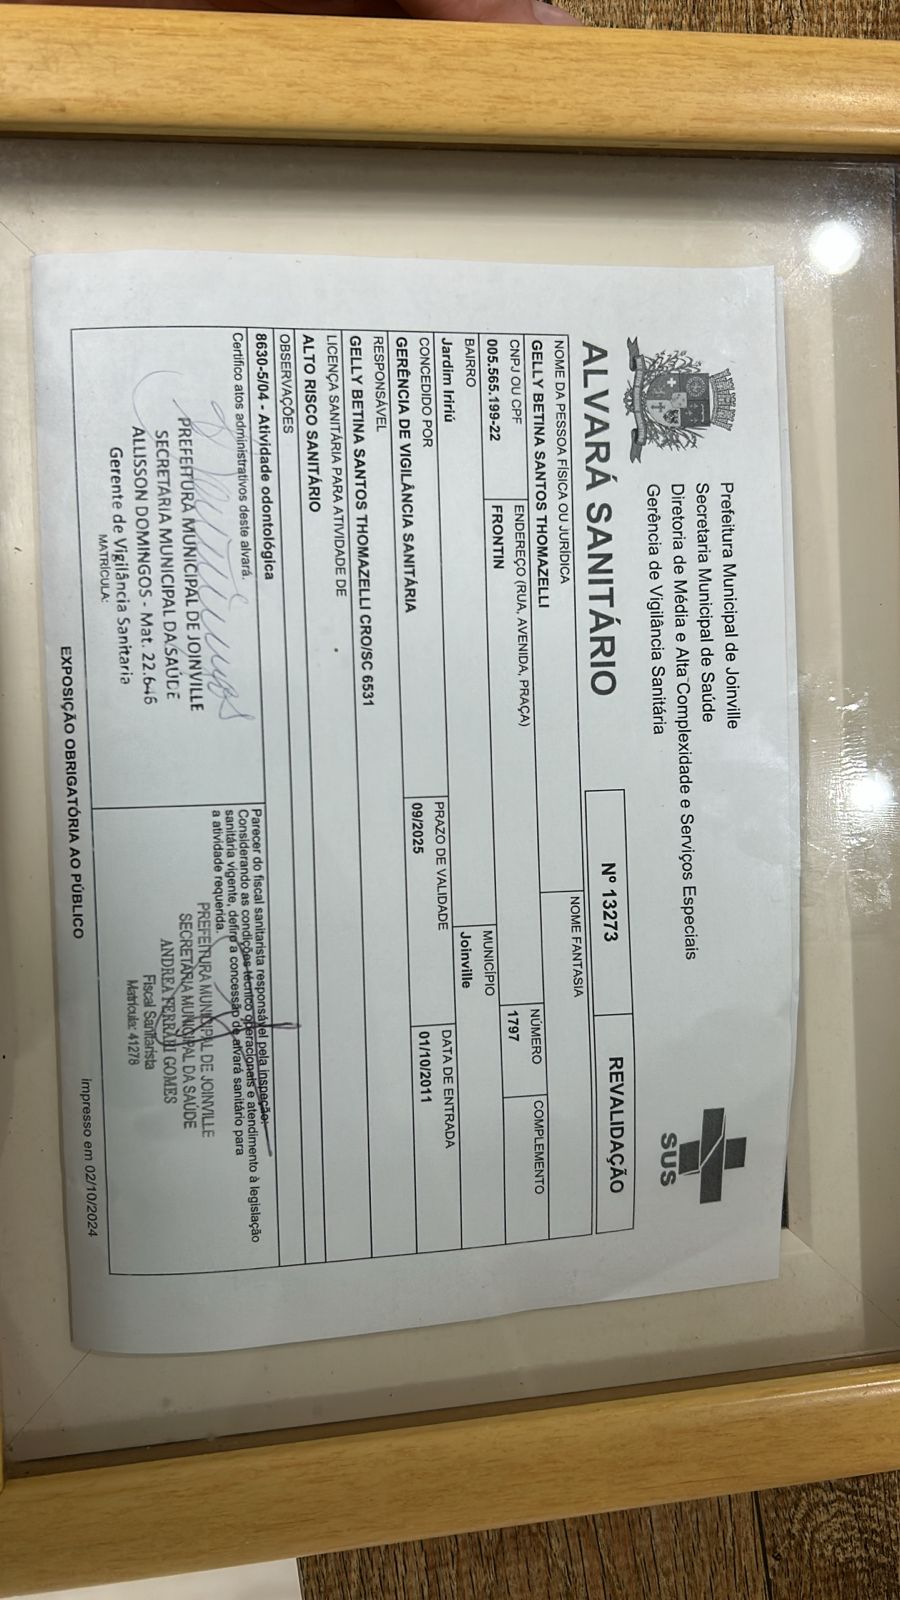 Prefeitura Municipal de Joinville
Secretaria Municipal de Saúde
Diretoria de Média e Alta Complexidade e Serviços Especiais
Gerência de Vigilância Sanitária
SUS
ALVARÁ SANITÁRIO
Nº 13273
REVALIDAÇÃO
NOME DA PESSOA FÍSICA OU JURÍDICA
NOME FANTASIA
GELLY BETINA SANTOS THOMAZELLI
CNPJ OU CPF
ENDEREÇO (RUA, AVENIDA, PRAÇA)
NÚMERO
COMPLEMENTO
005.565.199-22
FRONTIN
1797
BAIRRO
MUNICÍPIO
Jardim Iririú
Joinville
CONCEDIDO POR
PRAZO DE VALIDADE
DATA DE ENTRADA
GERÊNCIA DE VIGILÂNCIA SANITÁRIA
09/2025
01/10/2011
RESPONSÁVEL
GELLY BETINA SANTOS THOMAZELLI CRO/SC 6531
LICENÇA SANITÁRIA PARA ATIVIDADE DE
ALTO RISCO SANITÁRIO
OBSERVAÇÕES
8630-5/04 - Atividade odontológica
Certifico atos administrativos deste alvará.
PREFEITURA MUNICIPAL DE JOINVILLE
SECRETARIA MUNICIPAL DA SAÚDE
ALLISSON DOMINGOS - Mat. 22.646
Gerente de Vigilância Sanitaria
MATRÍCULA:
Parecer do fiscal sanitarista responsável pela inspeção:
Considerando as condições técnico operacionais e atendimento à legislação
sanitária vigente, defiro a concessão de alvará sanitário para
a atividade requerida.
PREFEITURA MUNICIPAL DE JOINVILLE
SECRETARIA MUNICIPAL DA SAÚDE
ANDREA FERRARI GOMES
Fiscal Sanitarista
Matrícula: 41278
EXPOSIÇÃO OBRIGATÓRIA AO PÚBLICO
impresso em 02/10/2024